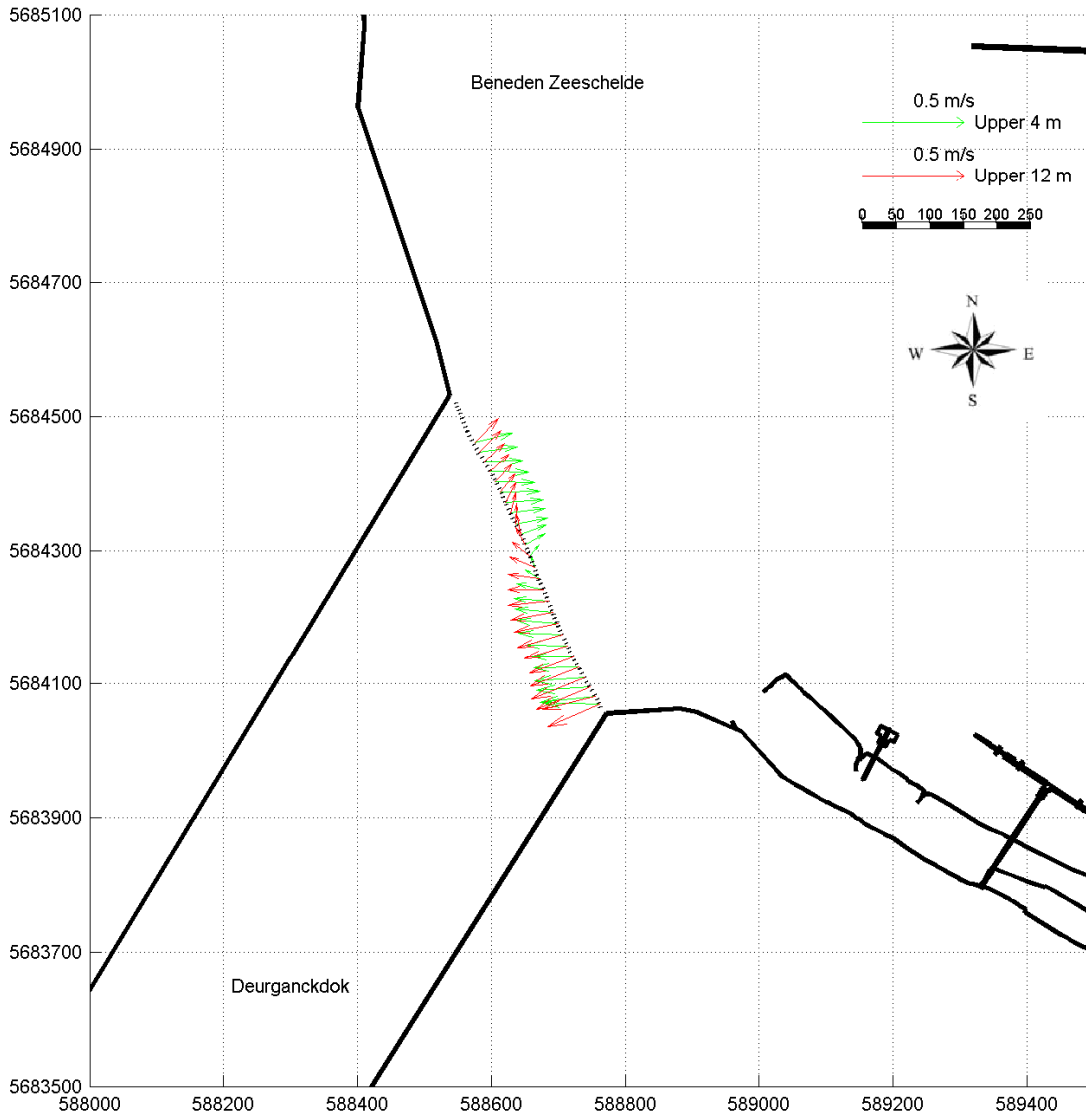 5685100
Beneden Zeeschelde
0.5 m/s
Upper 4 m
5684900
0.5 m/s
Upper 12 m
0 50 100 150 200 250
5684700
N
W E
S
5684500
5684300
5684100
5683900
5683700
Deurganckdok
5683500
588000 588200 588400 588600 588800 589000 589200 589400